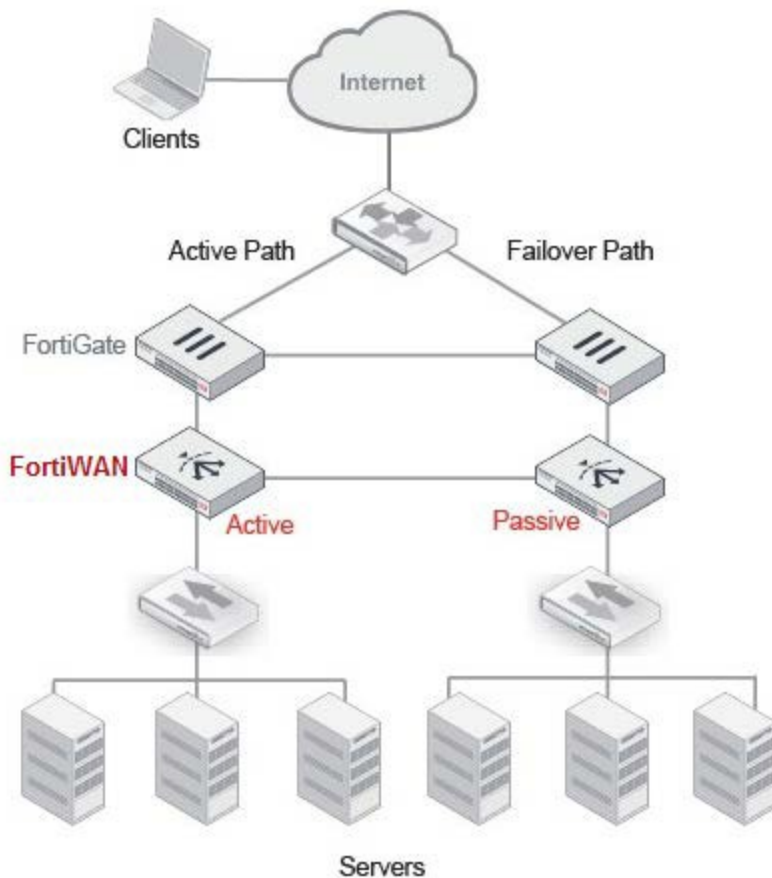 Internet
Clients
Active Path
Failover Path
FortiGate
FortiWAN
Active
Passive
Servers